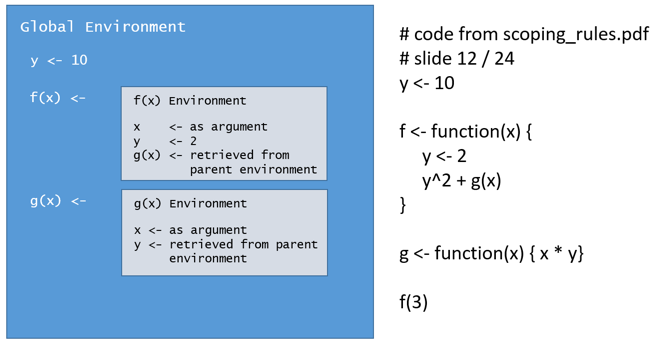 Global Environment
y <- 10
f(x) <-
f(x) Environment
x <- as argument
y <- 2
g(x) <- retrieved from
parent environment
g(x) <-
g(x) Environment
x <- as argument
y <- retrieved from parent
environment
# code from scoping_rules.pdf
# slide 12 / 24
y <- 10
f <- function(x) {
y <- 2
y^2 + g(x)
}
g <- function(x) { x * y}
f(3)